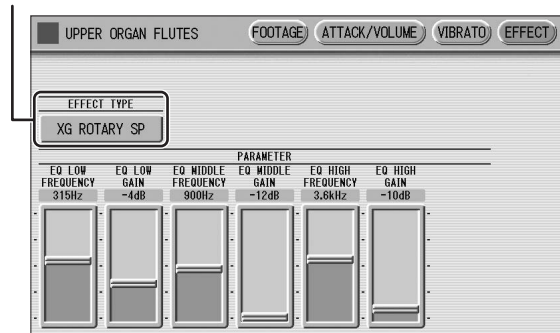 UPPER ORGAN FLUTES FOOTAGE ATTACK/VOLUME VIBRATO EFFECT
EFFECT TYPE
XG ROTARY SP
PARAMETER
EQ LOW FREQUENCY EQ LOW GAIN EQ MIDDLE FREQUENCY EQ MIDDLE GAIN EQ HIGH FREQUENCY EQ HIGH GAIN
315Hz -4dB 900Hz -12dB 3.6kHz -10dB